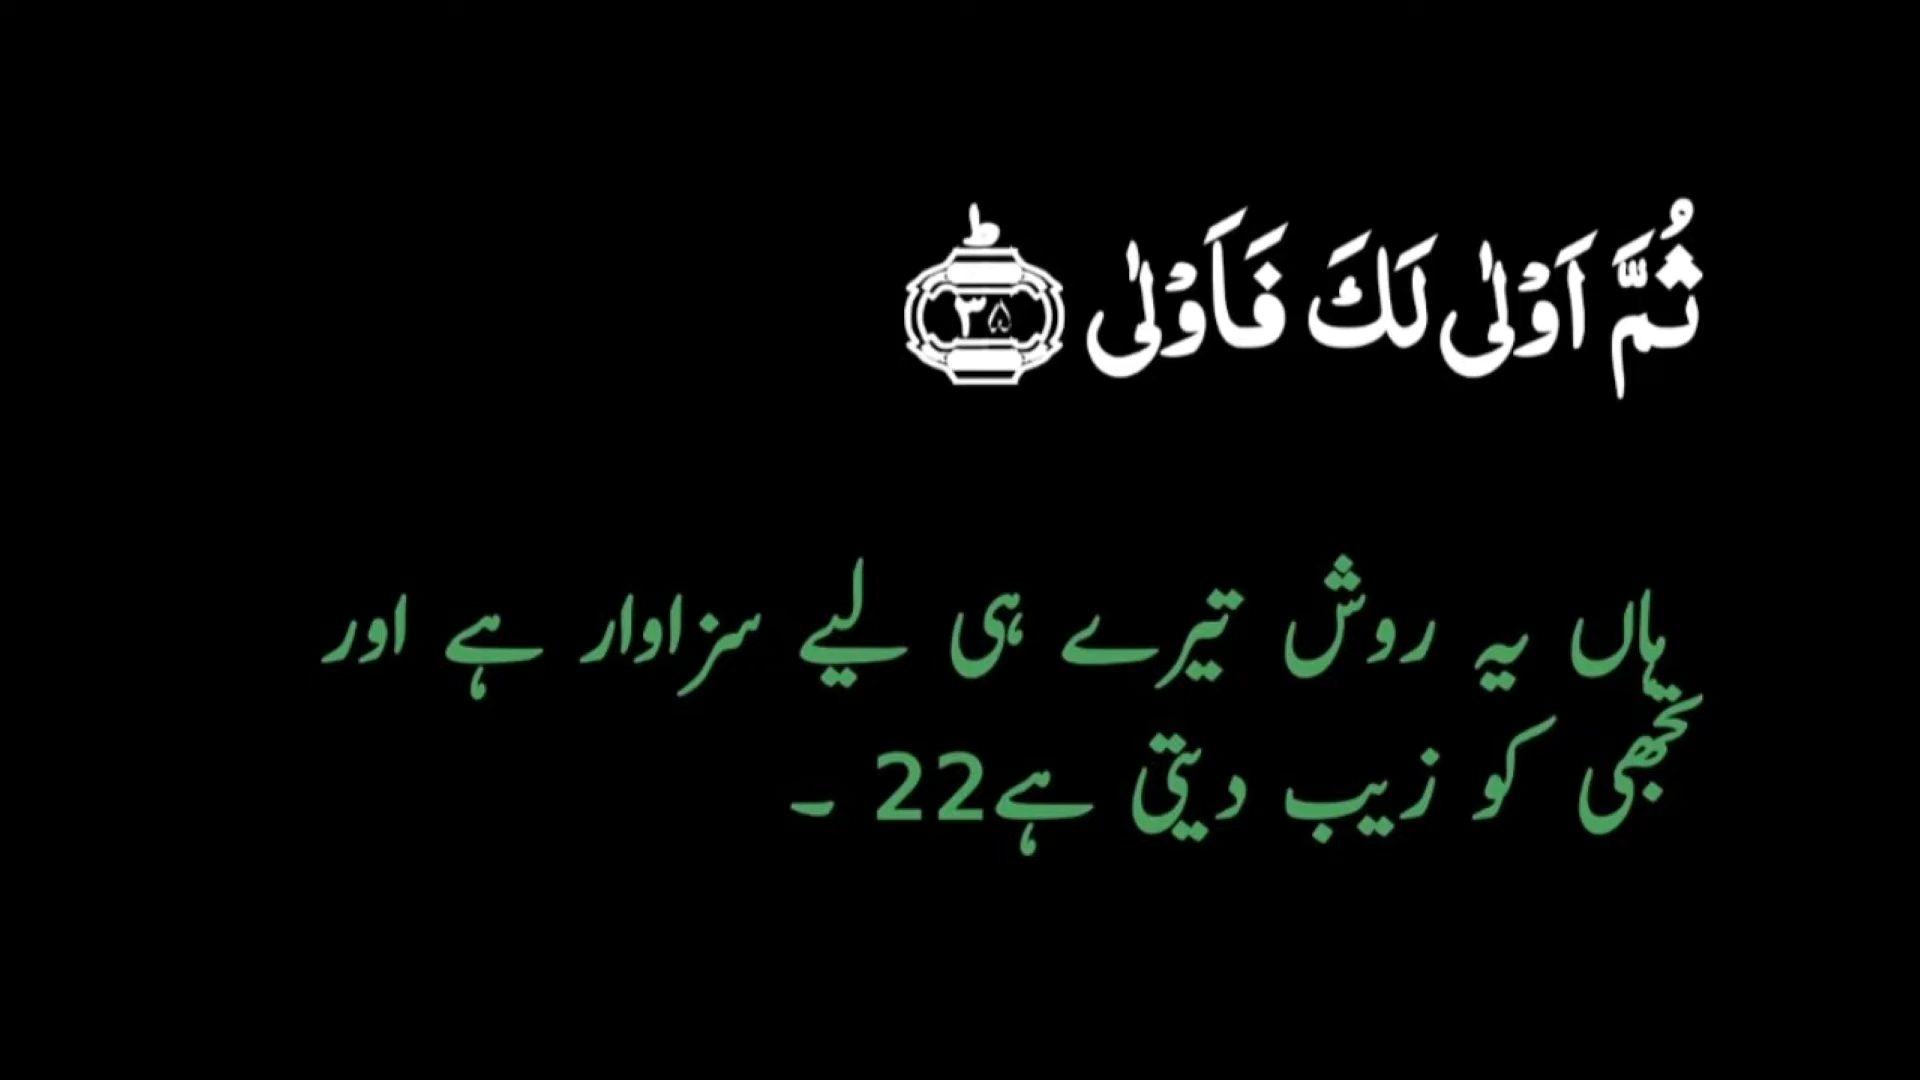 ثُمَّ اَوْلٰى لَكَ فَاَوْلٰى ؕ ۳۵
ہاں یہ روش تیرے ہی لیے سزاوار ہے اور
تجھی کو زیب دیتی ہے22 ۔